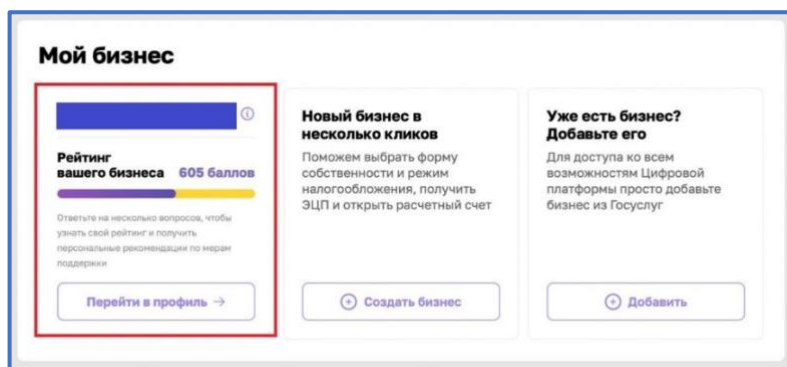 Мой бизнес
Рейтинг
вашего бизнеса 605 баллов
Ответьте на несколько вопросов, чтобы
узнать свой рейтинг и получить
персональные рекомендации по мерам
поддержки
Перейти в профиль →
Новый бизнес в
несколько кликов
Поможем выбрать форму
собственности и режим
налогообложения, получить
ЭЦП и открыть расчетный счет
Создать бизнес
Уже есть бизнес?
Добавьте его
Для доступа ко всем
возможностям Цифровой
платформы просто добавьте
бизнес из Госуслуг
Добавить